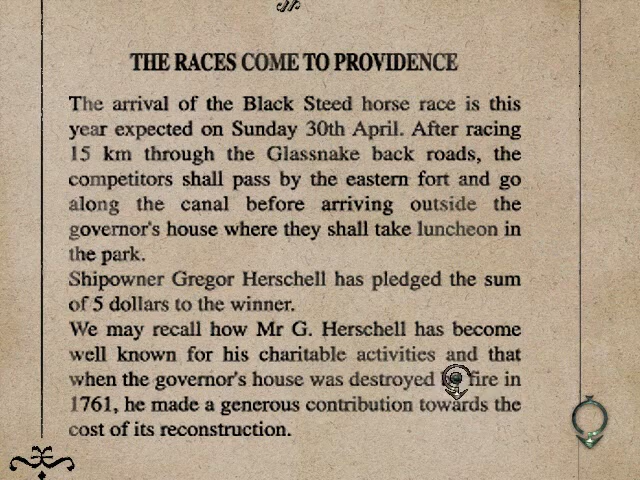 THE RACES COME TO PROVIDENCE
The arrival of the Black Steed horse race is this
year expected on Sunday 30th April. After racing
15 km through the Glassnake back roads, the
competitors shall pass by the eastern fort and go
along the canal before arriving outside the
governor's house where they shall take luncheon in
the park.
Shipowner Gregor Herschell has pledged the sum
of 5 dollars to the winner.
We may recall how Mr G. Herschell has become
well known for his charitable activities and that
when the governor's house was destroyed fire in
1761, he made a generous contribution towards the
cost of its reconstruction.